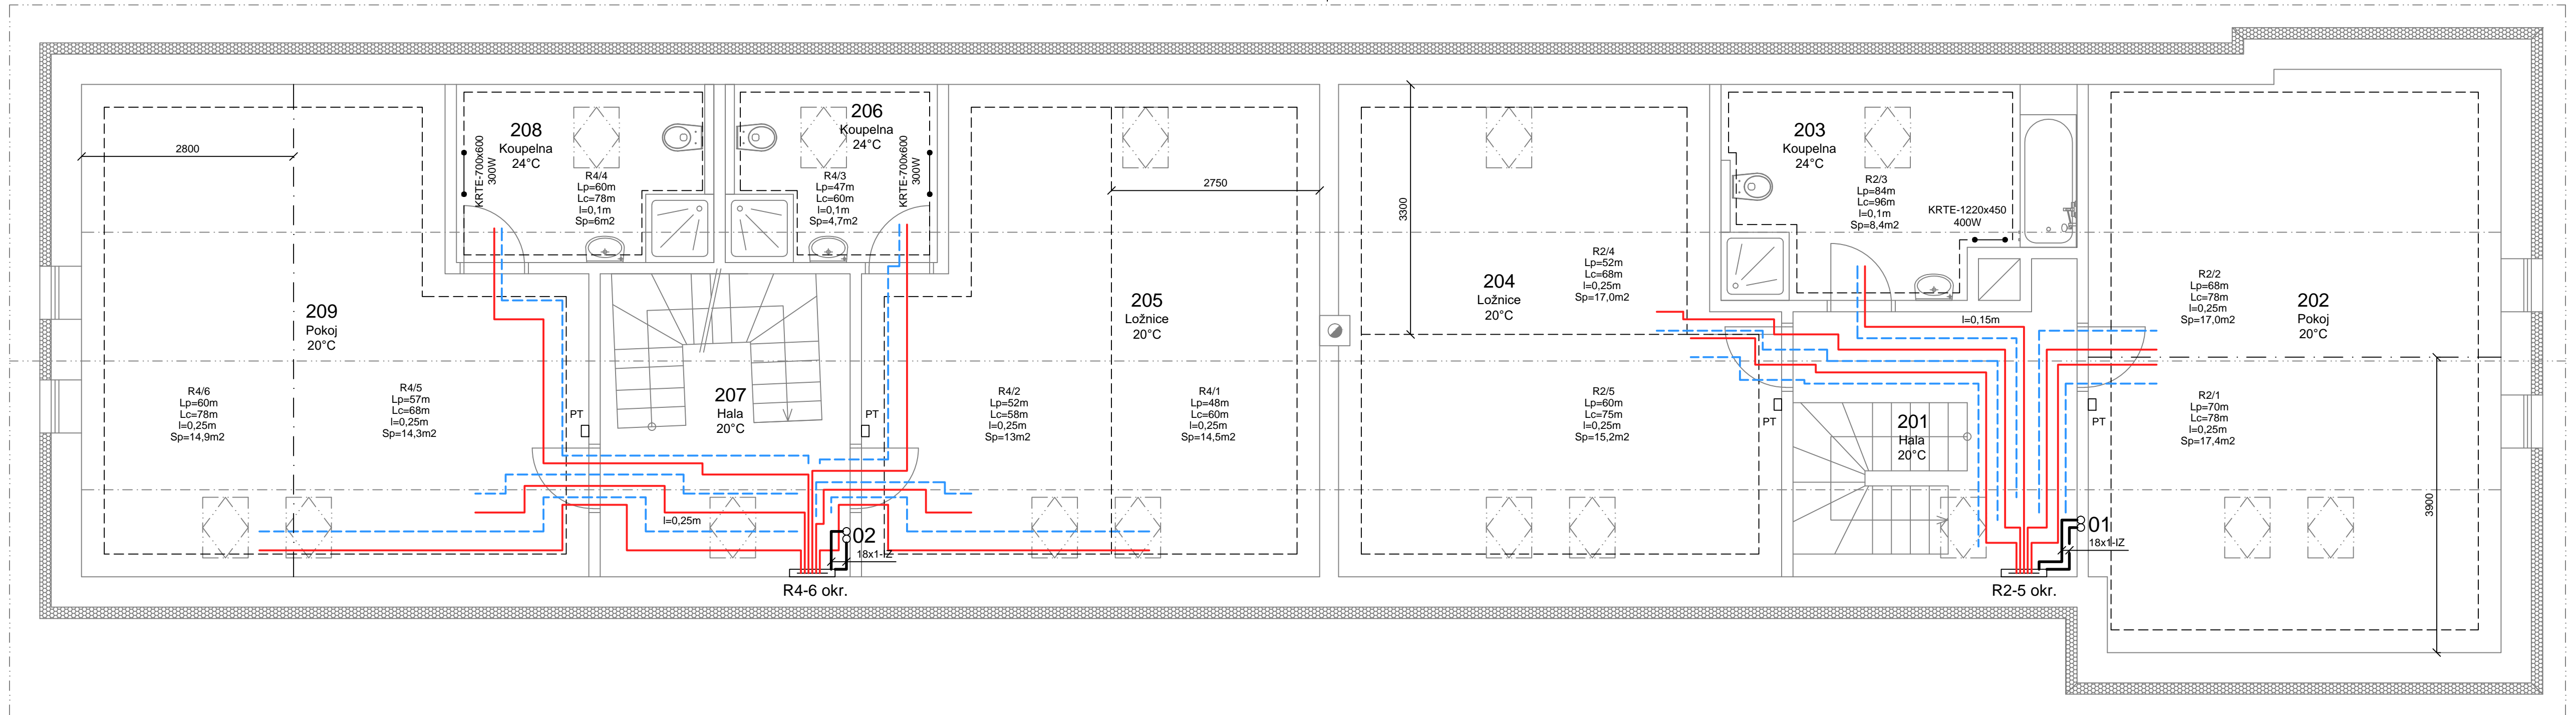 2800
208
Koupelna
24°C
KRTE-700x600
300W
R4/4
Lp=60m
Lc=78m
l=0,1m
Sp=6m2
206
Koupelna
24°C
R4/3
Lp=47m
Lc=60m
l=0,1m
Sp=4,7m2
KRTE-700x600
300W
2750
3300
203
Koupelna
24°C
R2/3
Lp=84m
Lc=96m
l=0,1m
Sp=8,4m2
KRTE-1220x450
400W
209
Pokoj
20°C
205
Ložnice
20°C
204
Ložnice
20°C
R2/4
Lp=52m
Lc=68m
l=0,25m
Sp=17,0m2
l=0,15m
R2/2
Lp=68m
Lc=78m
l=0,25m
Sp=17,0m2
202
Pokoj
20°C
R4/6
Lp=60m
Lc=78m
l=0,25m
Sp=14,9m2
R4/5
Lp=57m
Lc=68m
l=0,25m
Sp=14,3m2
PT
207
Hala
20°C
PT
R4/2
Lp=52m
Lc=58m
l=0,25m
Sp=13m2
R4/1
Lp=48m
Lc=60m
l=0,25m
Sp=14,5m2
R2/5
Lp=60m
Lc=75m
l=0,25m
Sp=15,2m2
PT
201
Hala
20°C
PT
R2/1
Lp=70m
Lc=78m
l=0,25m
Sp=17,4m2
3900
l=0,25m
02
18x1-IZ
R4-6 okr.
01
18x1-IZ
R2-5 okr.